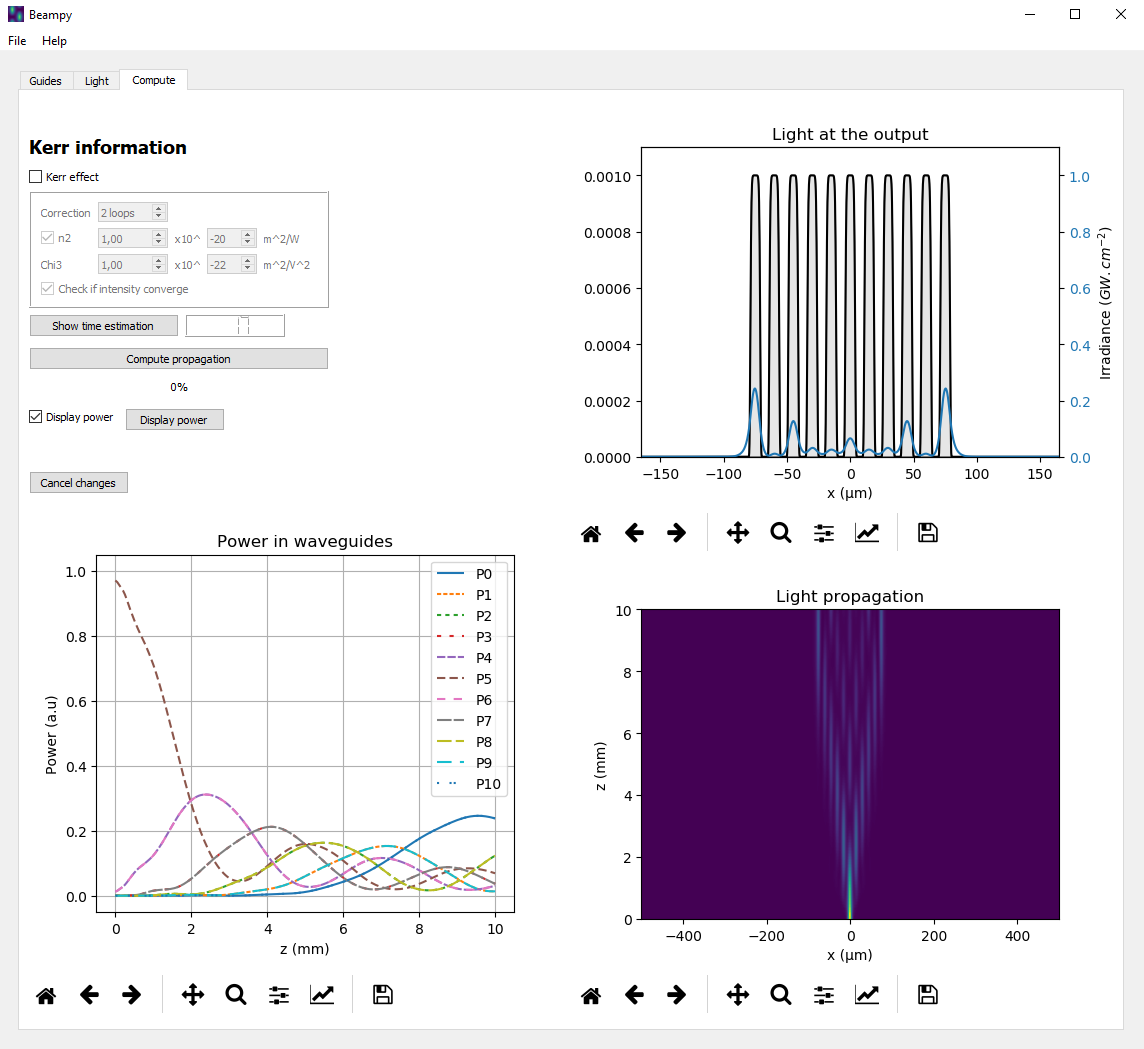 Beampy
File Help
Guides Light Compute
Kerr information
Kerr effect
Correction 2 loops
n2 1,00 x10^ -20 m^2/W
Chi3 1,00 x10^ -22 m^2/V^2
Check if intensity converge
Show time estimation
Compute propagation
0%
Display power Display power
Cancel changes
Light at the output
0.0010 1.0
0.0008 0.8
0.0006 0.6
0.0004 0.4
0.0002 0.2
0.0000 0.0
Irradiance (GW.cm⁻²)
−150 −100 −50 0 50 100 150
x (μm)
Power in waveguides
1.0
0.8
0.6
0.4
0.2
0.0
Power (a.u)
P0
P1
P2
P3
P4
P5
P6
P7
P8
P9
P10
0 2 4 6 8 10
z (mm)
Light propagation
10
8
6
4
2
0
z (mm)
−400 −200 0 200 400
x (μm)